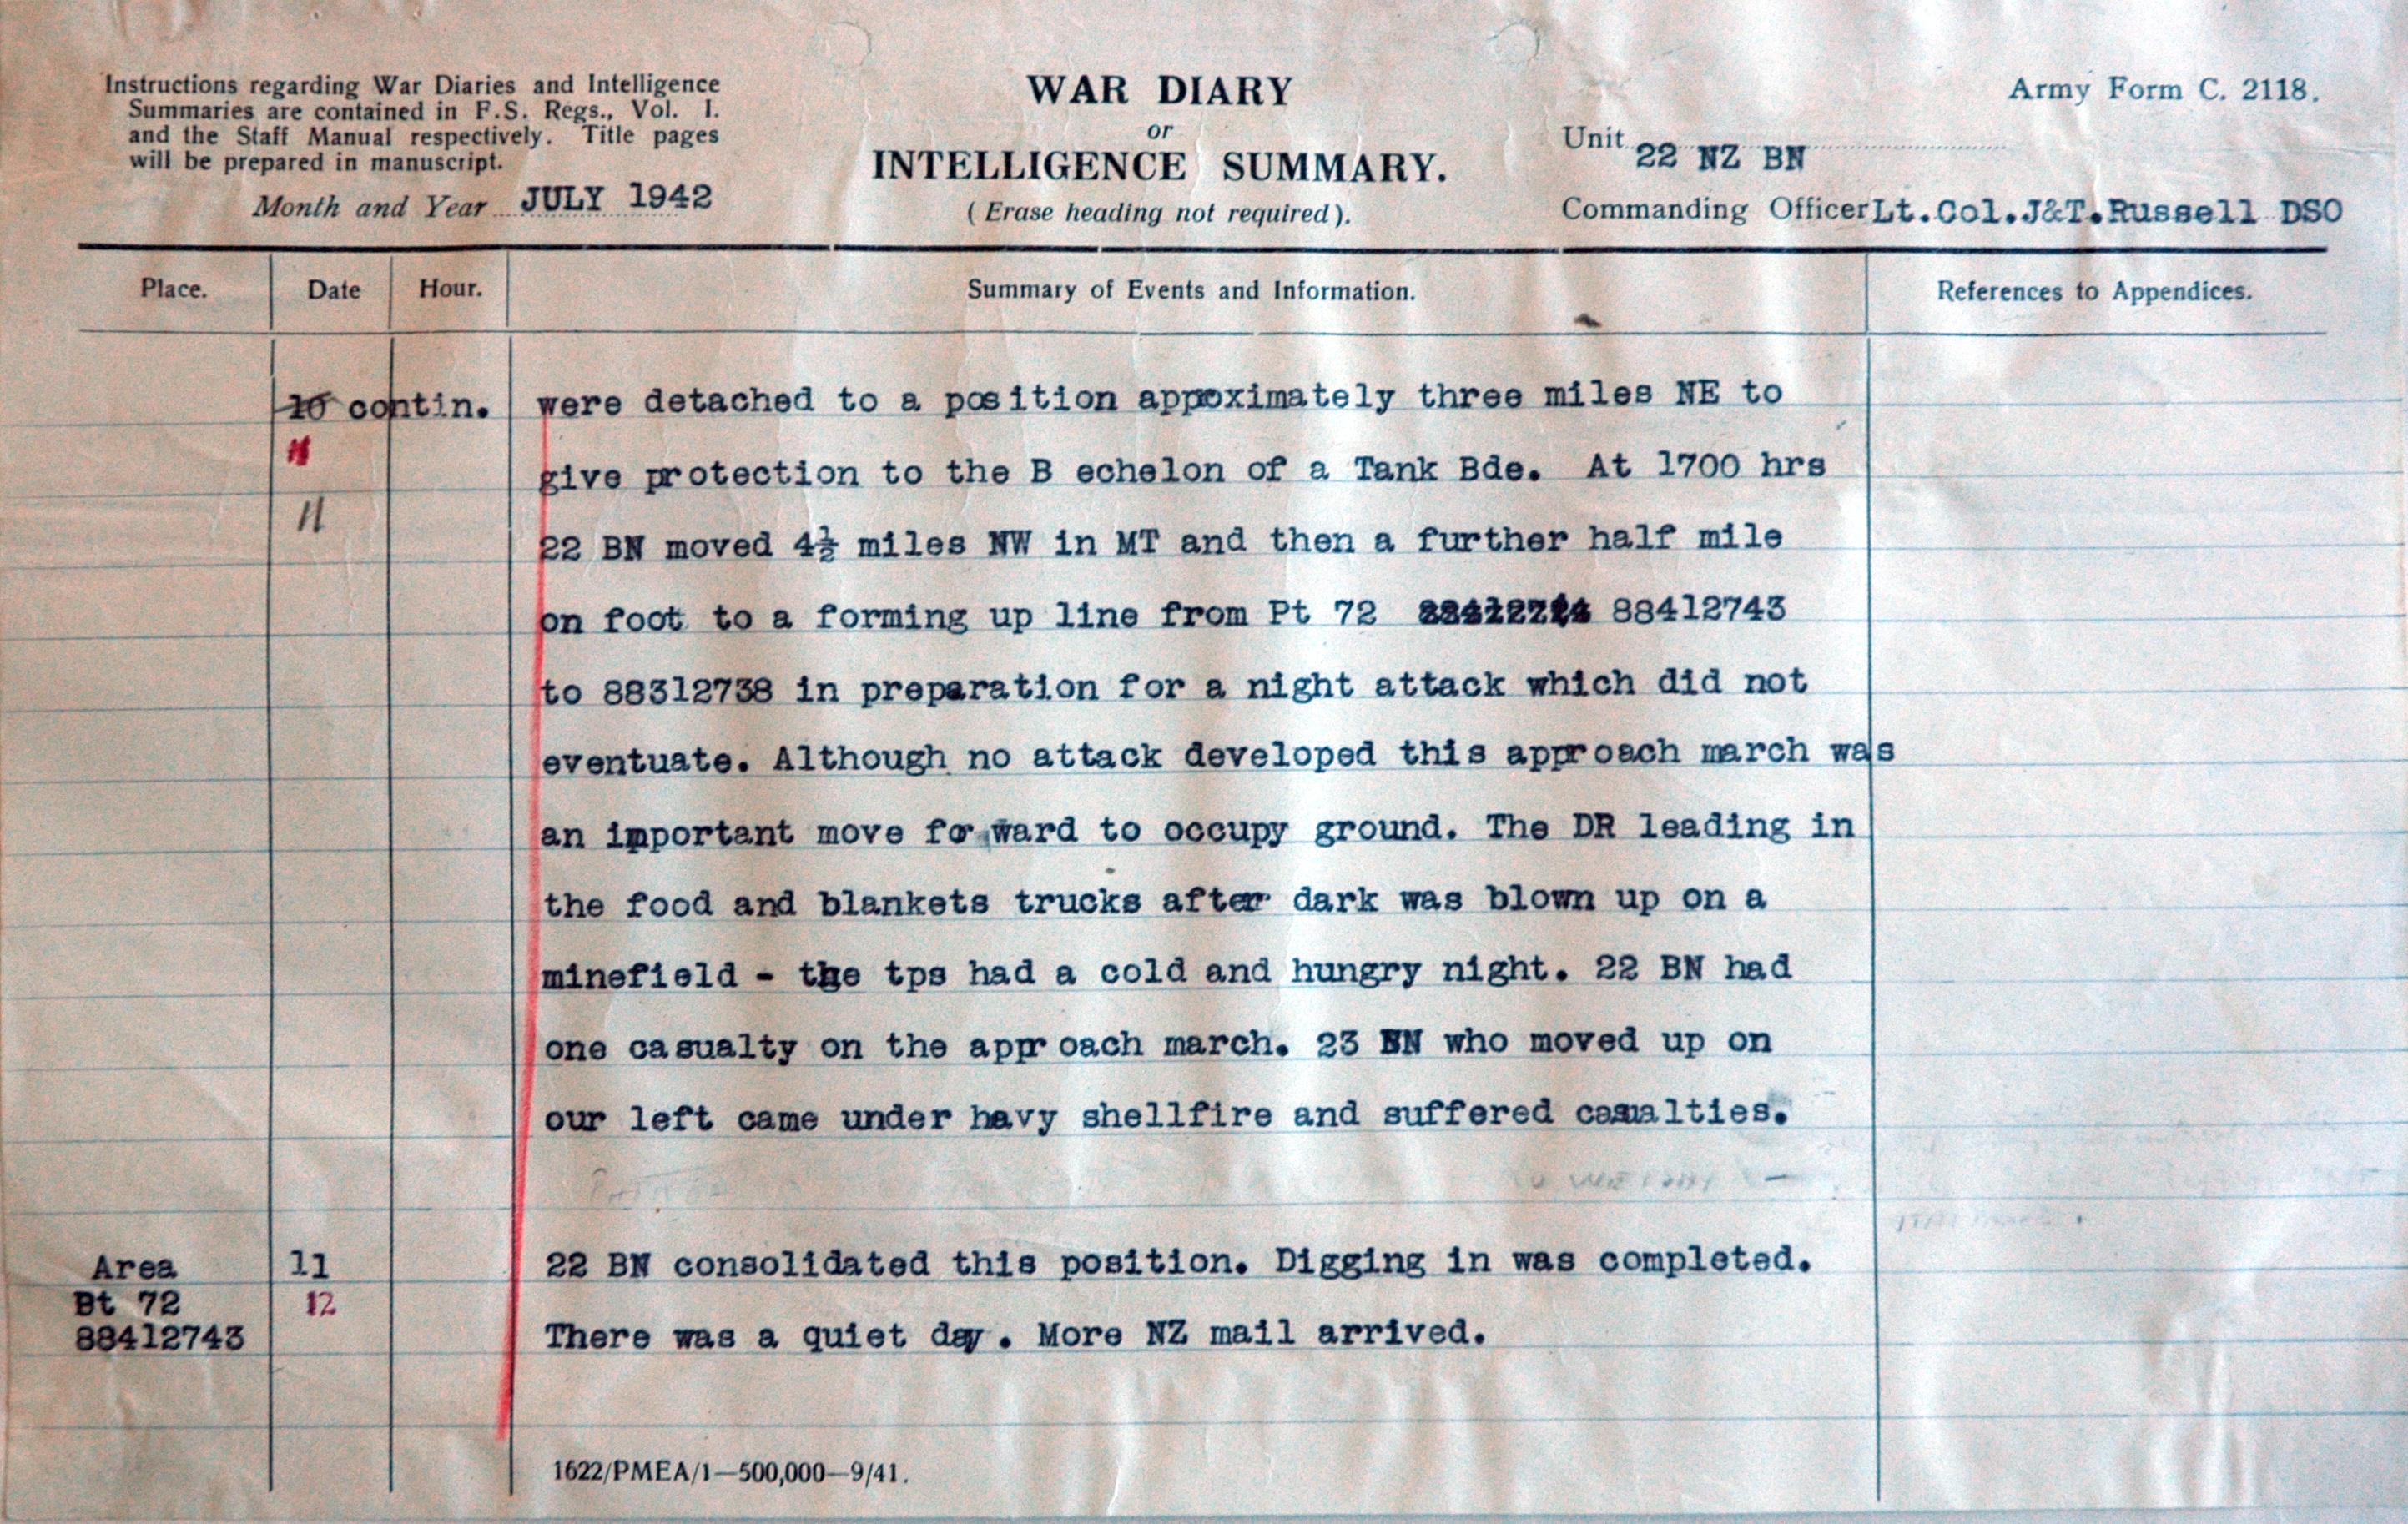 Instructions regarding War Diaries and Intelligence
Summaries are contained in F.S. Regs., Vol. I.
and the Staff Manual respectively. Title pages
will be prepared in manuscript.
Month and Year JULY 1942
WAR DIARY
or
INTELLIGENCE SUMMARY.
(Erase heading not required).
Army Form C. 2118.
Unit 22 NZ BN
Commanding Officer Lt.Col.J&T.Russell DSO
Place. Date Hour. Summary of Events and Information. References to Appendices.
10 contin. were detached to a position appoximately three miles NE to
11
give protection to the B echelon of a Tank Bde. At 1700 hrs
11
22 BN moved 4½ miles NW in MT and then a further half mile
on foot to a forming up line from Pt 72 88412743
to 88312738 in preparation for a night attack which did not
eventuate. Although no attack developed this approach march was
an important move forward to occupy ground. The DR leading in
the food and blankets trucks after dark was blown up on a
minefield - the tps had a cold and hungry night. 22 BN had
one casualty on the approach march. 23 BN who moved up on
our left came under havy shellfire and suffered casualties.
Area 11 22 BN consolidated this position. Digging in was completed.
Pt 72 12
88412743 There was a quiet day. More NZ mail arrived.
1622/PMEA/1—500,000—9/41.